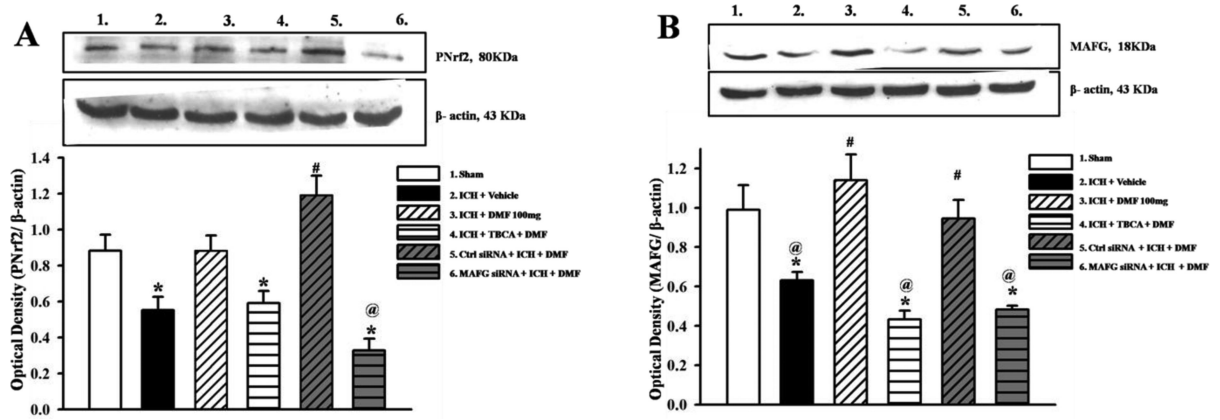 A
1. 2. 3. 4. 5. 6.
PNrf2, 80KDa
β- actin, 43 KDa
Optical Density (PNrf2/ β-actin)
1.4
1.2
1.0
0.8
0.6
0.4
0.2
0.0
*
*
#
@
*
1. Sham
2. ICH + Vehicle
3. ICH + DMF 100mg
4. ICH + TBCA + DMF
5. Ctrl siRNA + ICH + DMF
6. MAFG siRNA + ICH + DMF
B
1. 2. 3. 4. 5. 6.
MAFG, 18KDa
β- actin, 43 KDa
Optical Density (MAFG/ β-actin)
1.2
1.0
0.8
0.6
0.4
0.2
0.0
@
*
#
@
*
#
@
*
1. Sham
2. ICH + Vehicle
3. ICH + DMF 100mg
4. ICH + TBCA + DMF
5. Ctrl siRNA + ICH + DMF
6. MAFG siRNA + ICH + DMF